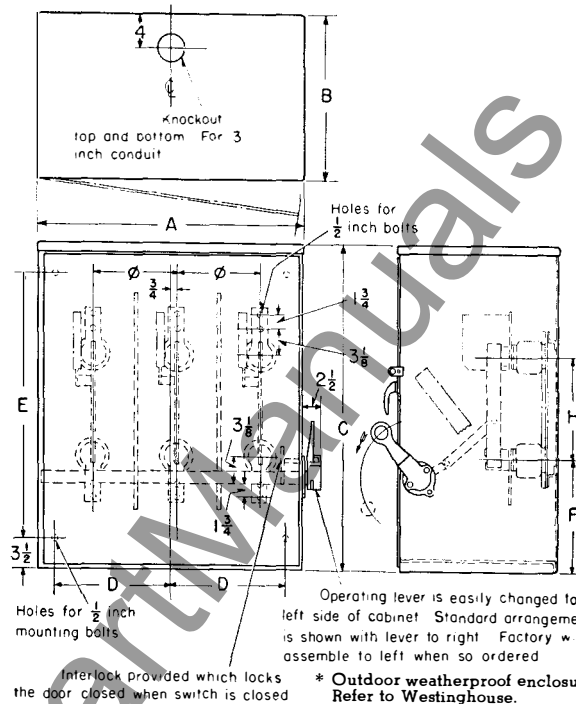 4
B
Knockout
top and bottom For 3
inch conduit
A
Holes for
1/2 inch bolts
Ø Ø
3/4
1 3/4
3 1/8
2 1/2
E
C
H
3 1/8
1 3/4
F
3 1/2
D D
Holes for 1/2 inch
mounting bolts
Operating lever is easily changed to
left side of cabinet Standard arrangeme
is shown with lever to right Factory w
assemble to left when so ordered
Interlock provided which locks
the door closed when switch is closed
* Outdoor weatherproof enclosu
Refer to Westinghouse.
artManuals